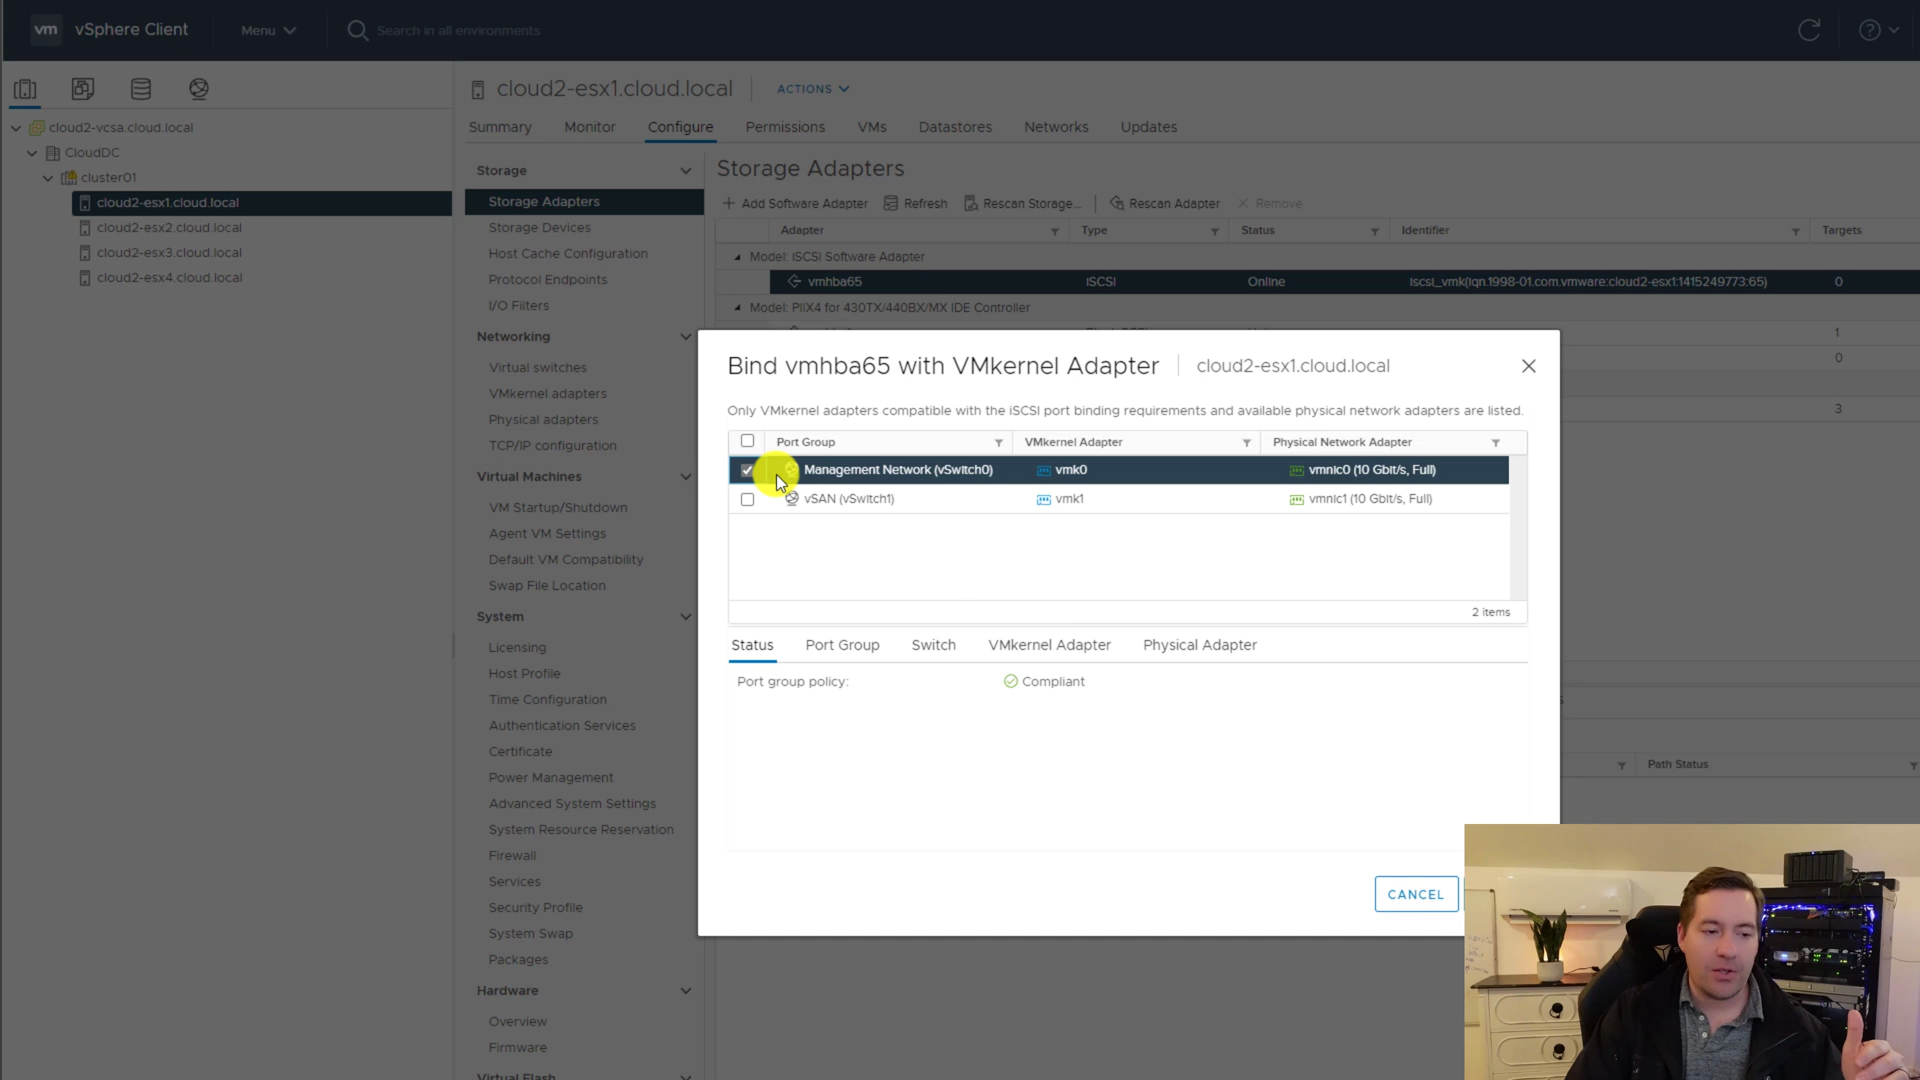 vm vSphere Client Menu Search in all environments
cloud2-esx1.cloud.local ACTIONS
Summary Monitor Configure Permissions VMs Datastores Networks Updates
cloud2-vcsa.cloud.local
CloudDC
cluster01
cloud2-esx1.cloud.local
cloud2-esx2.cloud.local
cloud2-esx3.cloud.local
cloud2-esx4.cloud.local
Storage
Storage Adapters
Storage Devices
Host Cache Configuration
Protocol Endpoints
I/O Filters
Networking
Virtual switches
VMkernel adapters
Physical adapters
TCP/IP configuration
Virtual Machines
VM Startup/Shutdown
Agent VM Settings
Default VM Compatibility
Swap File Location
System
Licensing
Host Profile
Time Configuration
Authentication Services
Certificate
Power Management
Advanced System Settings
System Resource Reservation
Firewall
Services
Security Profile
System Swap
Packages
Hardware
Overview
Firmware
Virtual Flash
Storage Adapters
Add Software Adapter Refresh Rescan Storage... Rescan Adapter Remove
Adapter Type Status Identifier Targets
Model: iSCSI Software Adapter
vmhba65 iSCSI Online iscsi_vmk(iqn.1998-01.com.vmware:cloud2-esx1:1415249773:65) 0
Model: PIIX4 for 430TX/440BX/MX IDE Controller
1
0
3
Bind vmhba65 with VMkernel Adapter cloud2-esx1.cloud.local
Only VMkernel adapters compatible with the iSCSI port binding requirements and available physical network adapters are listed.
Port Group VMkernel Adapter Physical Network Adapter
Management Network (vSwitch0) vmk0 vmnic0 (10 Gbit/s, Full)
vSAN (vSwitch1) vmk1 vmnic1 (10 Gbit/s, Full)
2 items
Status Port Group Switch VMkernel Adapter Physical Adapter
Port group policy: Compliant
CANCEL
Path Status